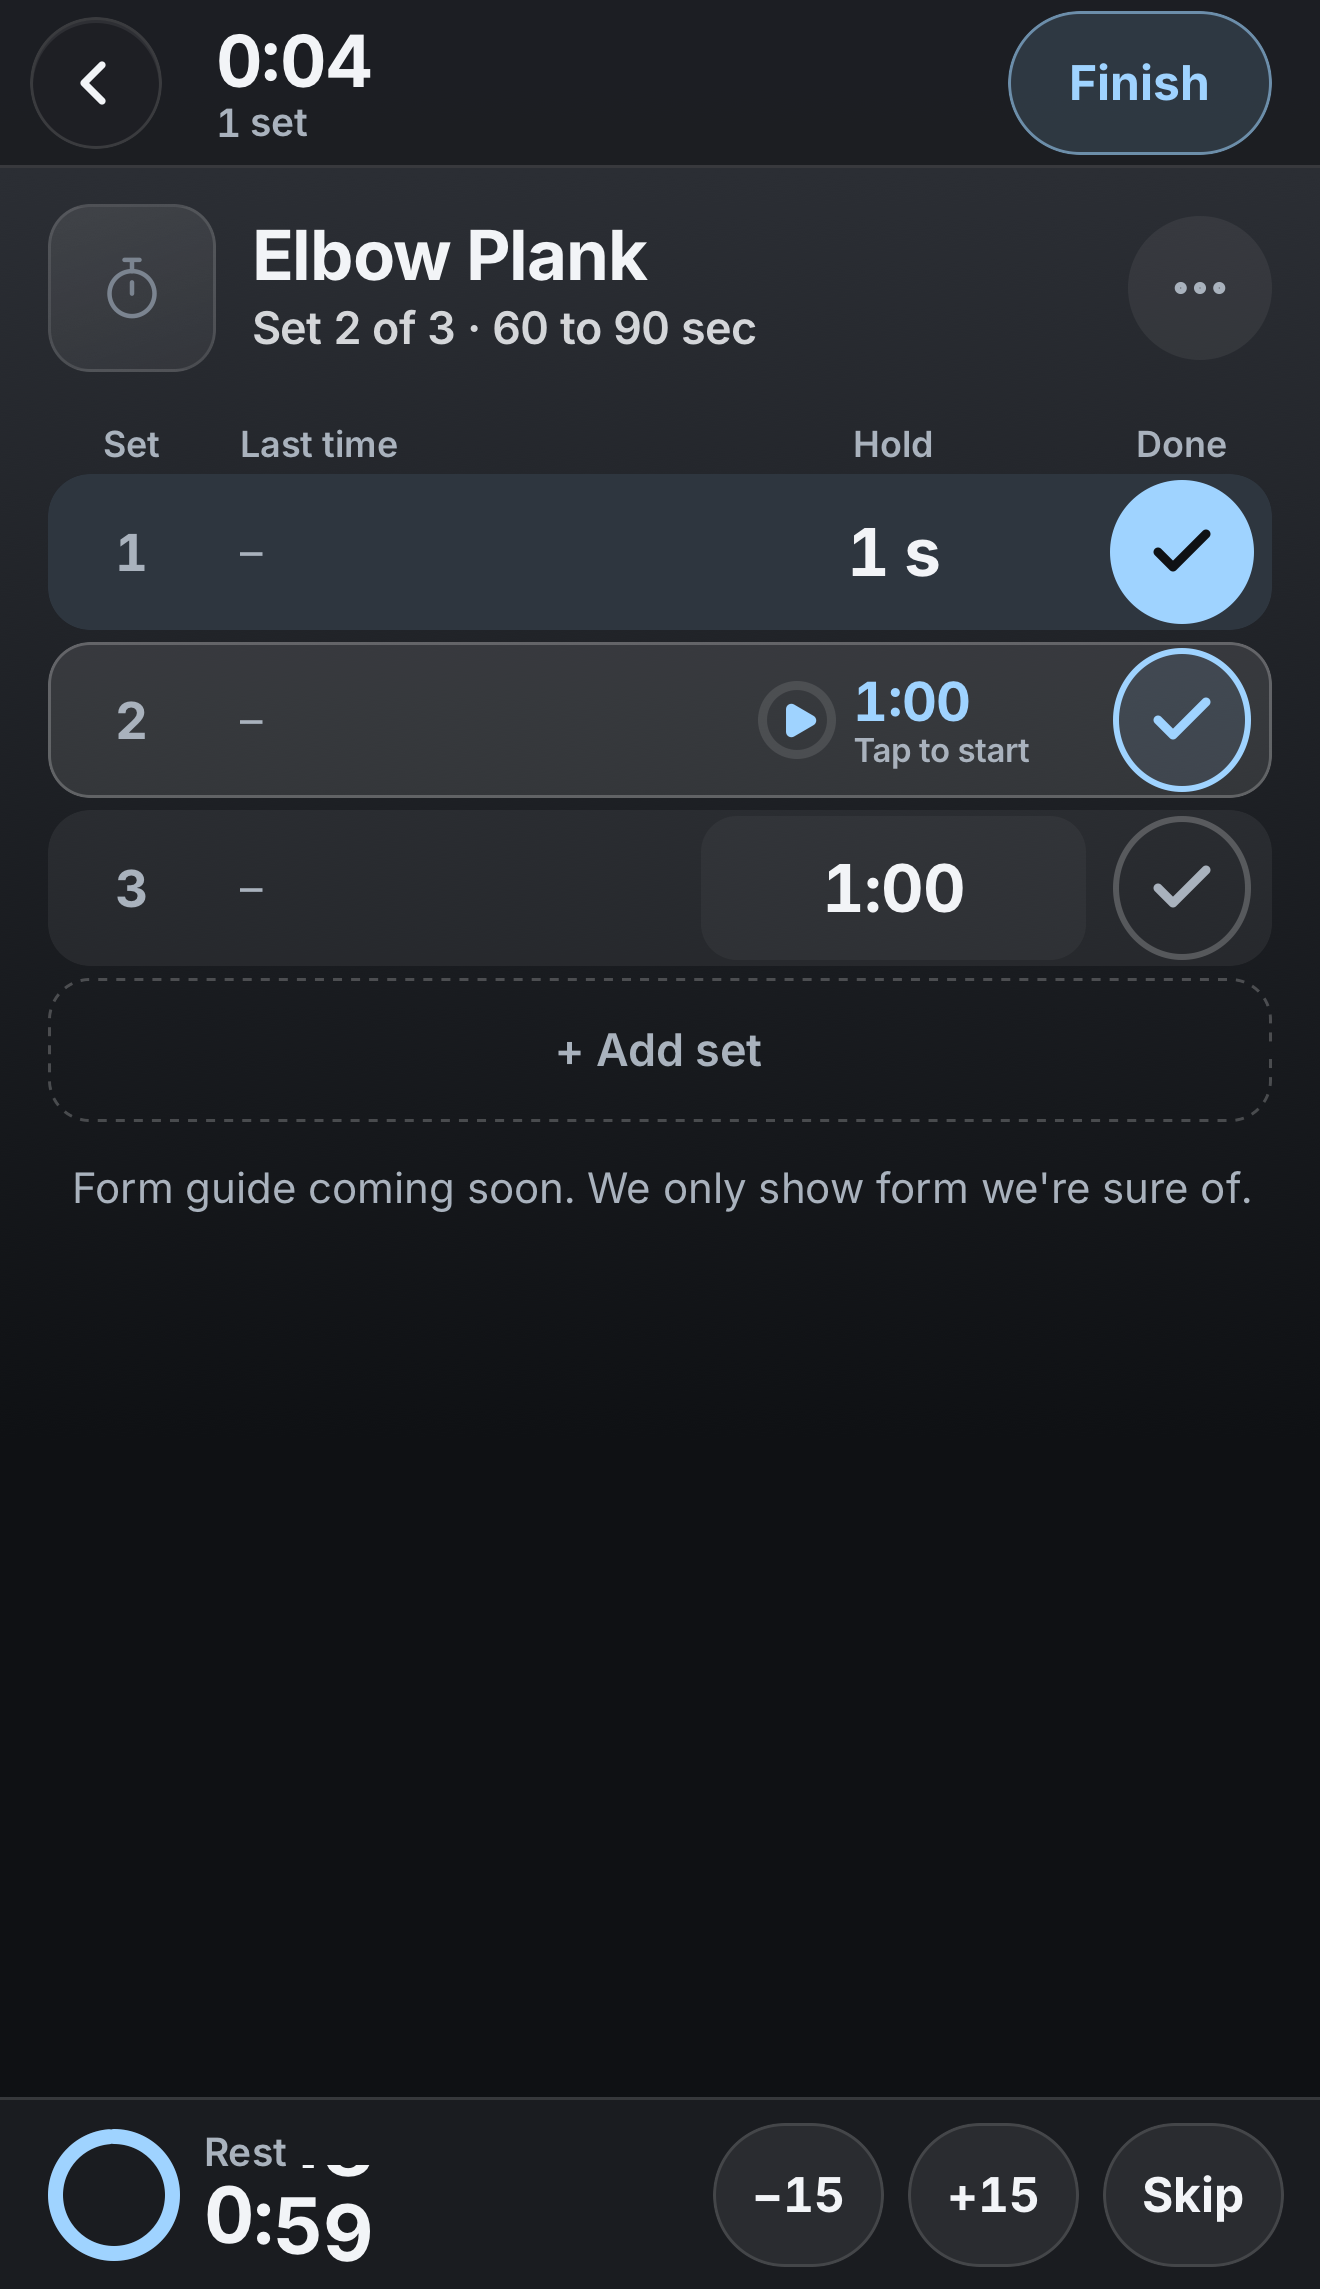 0:04
1 set
Finish
Elbow Plank
Set 2 of 3 · 60 to 90 sec
Set Last time Hold Done
1 – 1 s
2 – 1:00
Tap to start
3 – 1:00
+ Add set
Form guide coming soon. We only show form we're sure of.
Rest
0:59
−15 +15 Skip